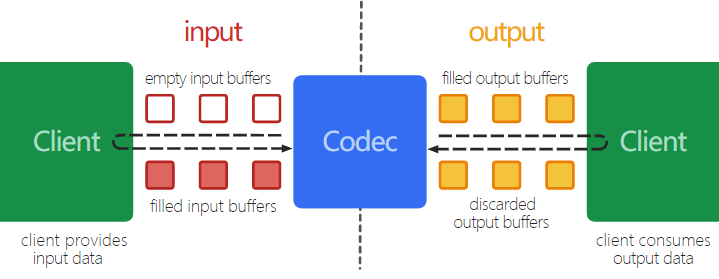 input
output
empty input buffers
filled output buffers
Client
Codec
Client
filled input buffers
discarded
output buffers
client provides
input data
client consumes
output data